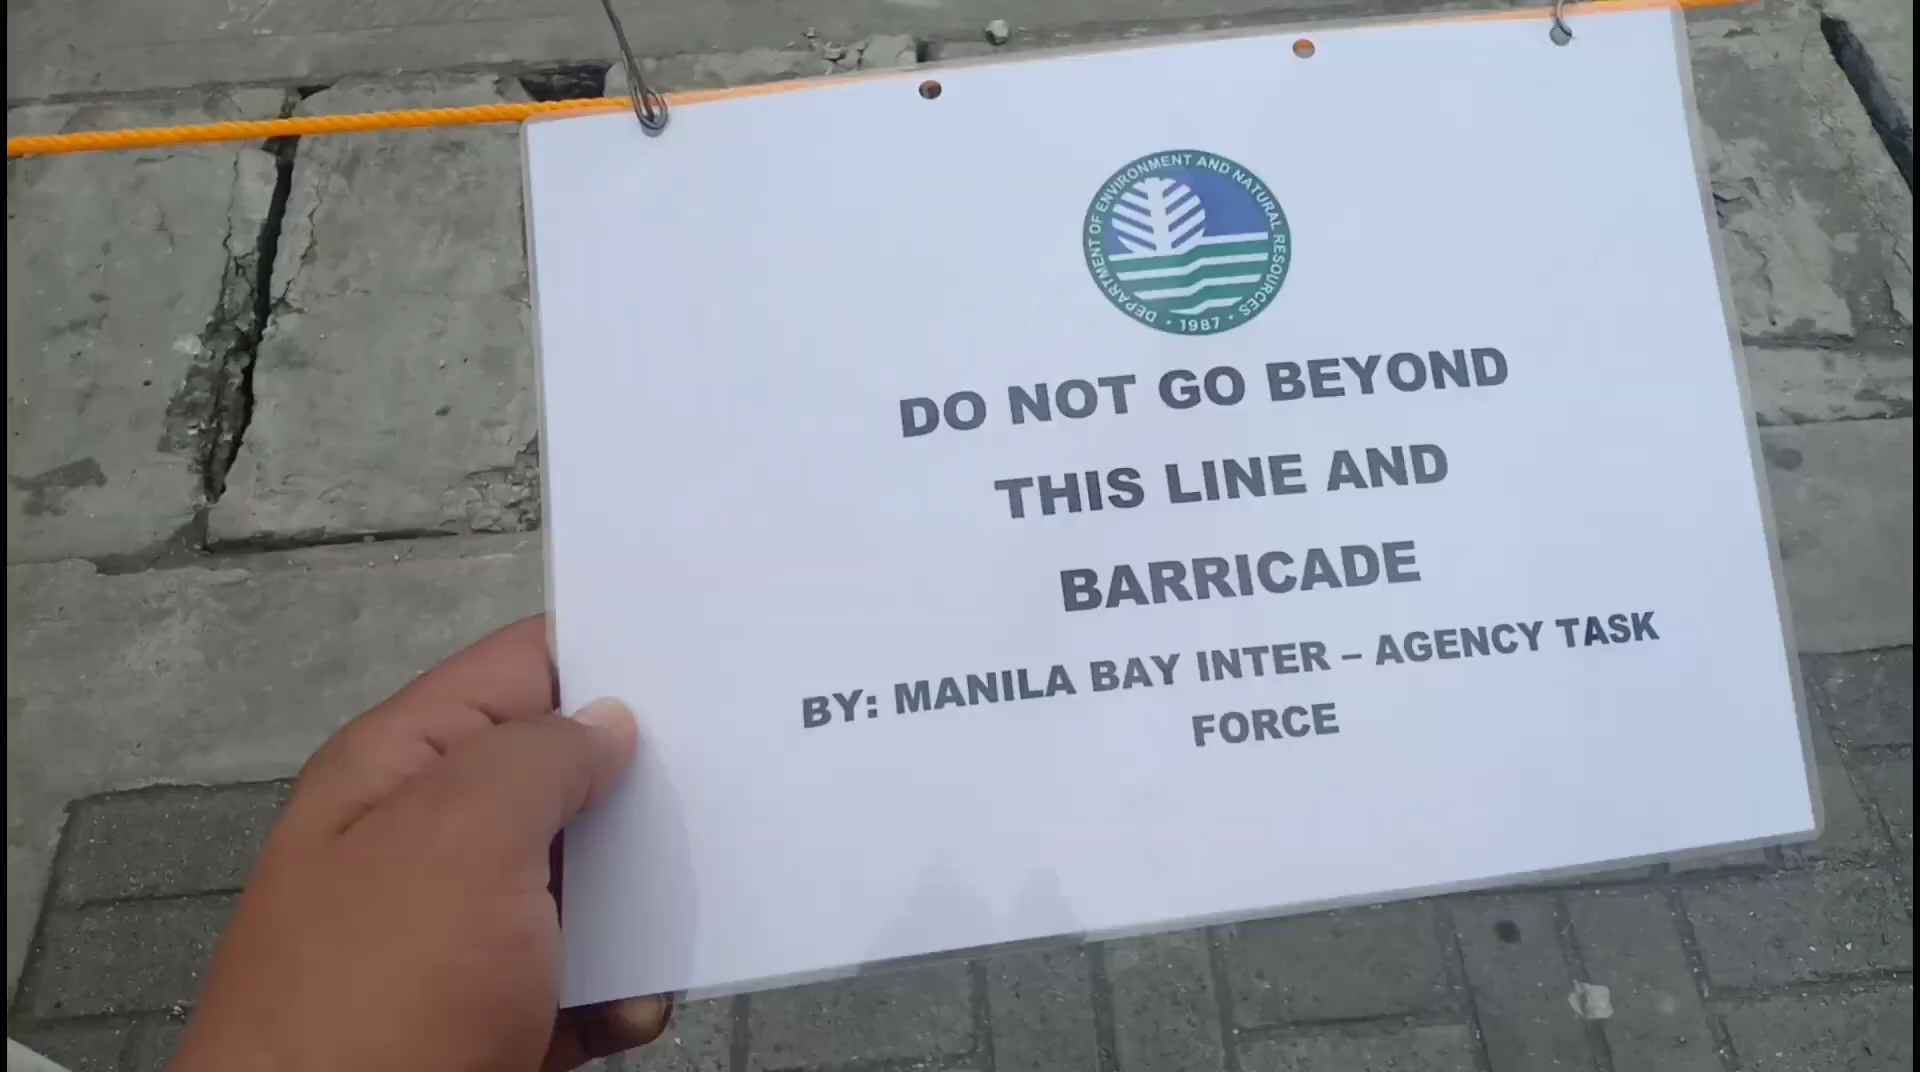 DEPARTMENT OF ENVIRONMENT AND NATURAL RESOURCES
· 1987 ·
DO NOT GO BEYOND
THIS LINE AND
BARRICADE
BY: MANILA BAY INTER – AGENCY TASK
FORCE